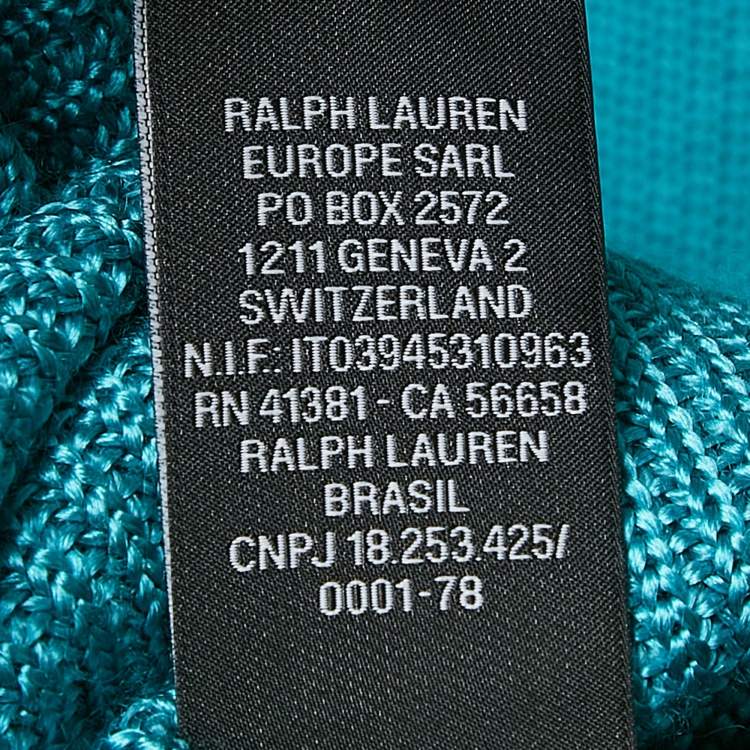 RALPH LAUREN
EUROPE SARL
PO BOX 2572
1211 GENEVA 2
SWITZERLAND
N.I.F.: IT03945310963
RN 41381 - CA 56658
RALPH LAUREN
BRASIL
CNPJ 18.253.425/
0001-78